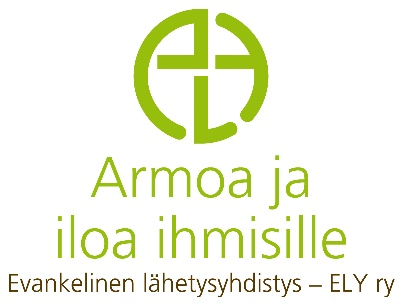 Armoa ja
iloa ihmisille
Evankelinen lähetysyhdistys – ELY ry